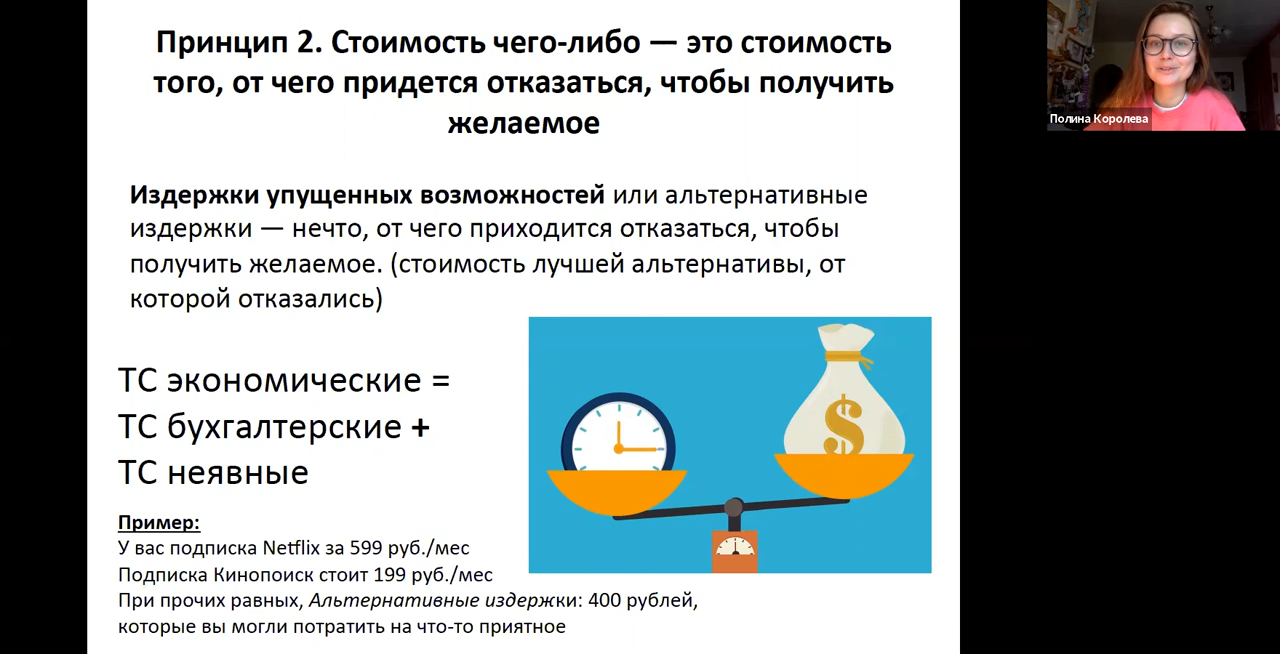 Принцип 2. Стоимость чего-либо — это стоимость
того, от чего придется отказаться, чтобы получить
желаемое
Полина Королева
Издержки упущенных возможностей или альтернативные
издержки — нечто, от чего приходится отказаться, чтобы
получить желаемое. (стоимость лучшей альтернативы, от
которой отказались)
ТС экономические =
ТС бухгалтерские +
ТС неявные
$
Пример:
У вас подписка Netflix за 599 руб./мес
Подписка Кинопоиск стоит 199 руб./мес
При прочих равных, Альтернативные издержки: 400 рублей,
которые вы могли потратить на что-то приятное